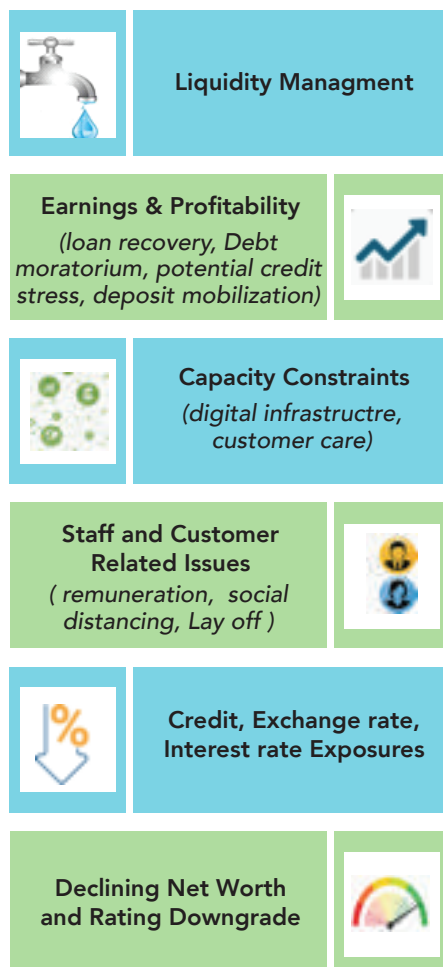 Liquidity Managment
Earnings & Profitability
(loan recovery, Debt
moratorium, potential credit
stress, deposit mobilization)
Capacity Constraints
(digital infrastructre,
customer care)
Staff and Customer
Related Issues
( remuneration, social
distancing, Lay off )
%
Credit, Exchange rate,
Interest rate Exposures
Declining Net Worth
and Rating Downgrade